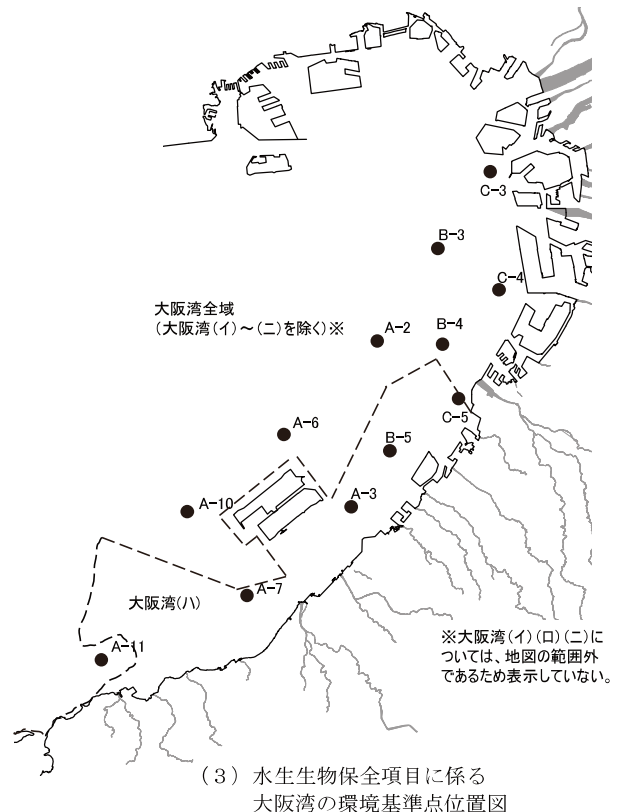 C-3
B-3
C-4
大阪湾全域
(大阪湾(イ)～(ニ)を除く)※
A-2
B-4
C-5
A-6
B-5
A-10
A-3
A-7
大阪湾(ハ)
A-11
※大阪湾(イ)(ロ)(ニ)に
ついては、地図の範囲外
であるため表示していない。
(3) 水生生物保全項目に係る
大阪湾の環境基準点位置図